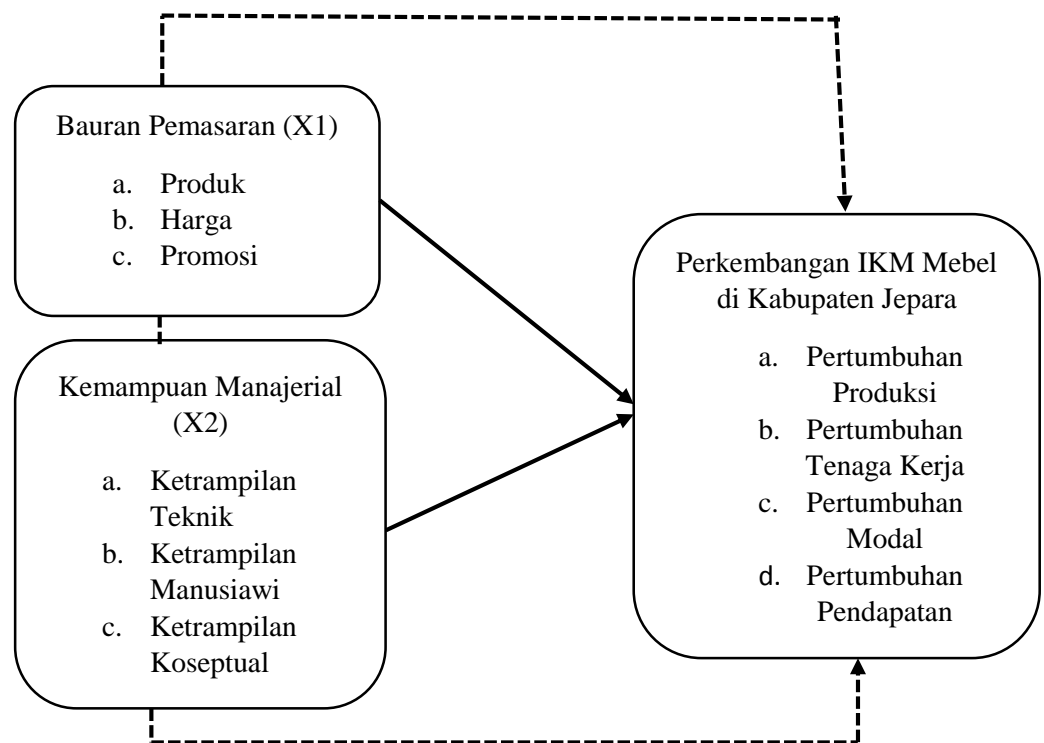 Bauran Pemasaran (X1)
a. Produk
b. Harga
c. Promosi
Kemampuan Manajerial
(X2)
a. Ketrampilan
Teknik
b. Ketrampilan
Manusiawi
c. Ketrampilan
Koseptual
Perkembangan IKM Mebel
di Kabupaten Jepara
a. Pertumbuhan
Produksi
b. Pertumbuhan
Tenaga Kerja
c. Pertumbuhan
Modal
d. Pertumbuhan
Pendapatan